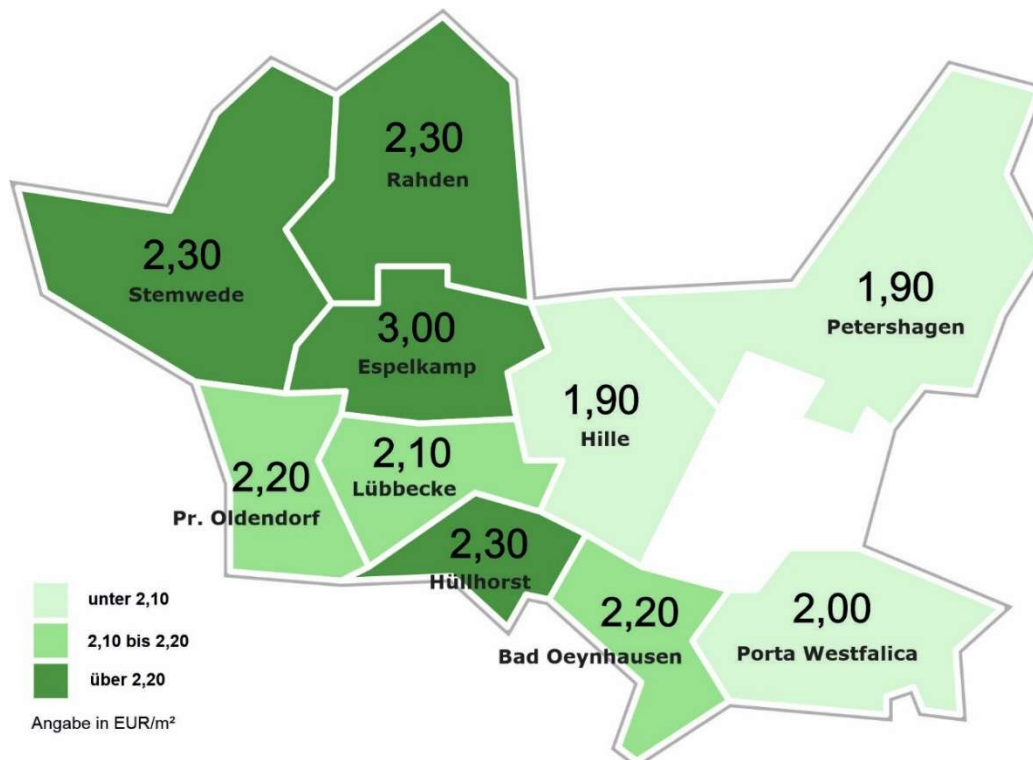 2,30
Rahden
2,30
Stemwede
1,90
Petershagen
3,00
Espelkamp
1,90
Hille
2,10
Lübbecke
2,20
Pr. Oldendorf
2,30
Hüllhorst
2,20
Bad Oeynhausen
2,00
Porta Westfalica
unter 2,10
2,10 bis 2,20
über 2,20
Angabe in EUR/m²